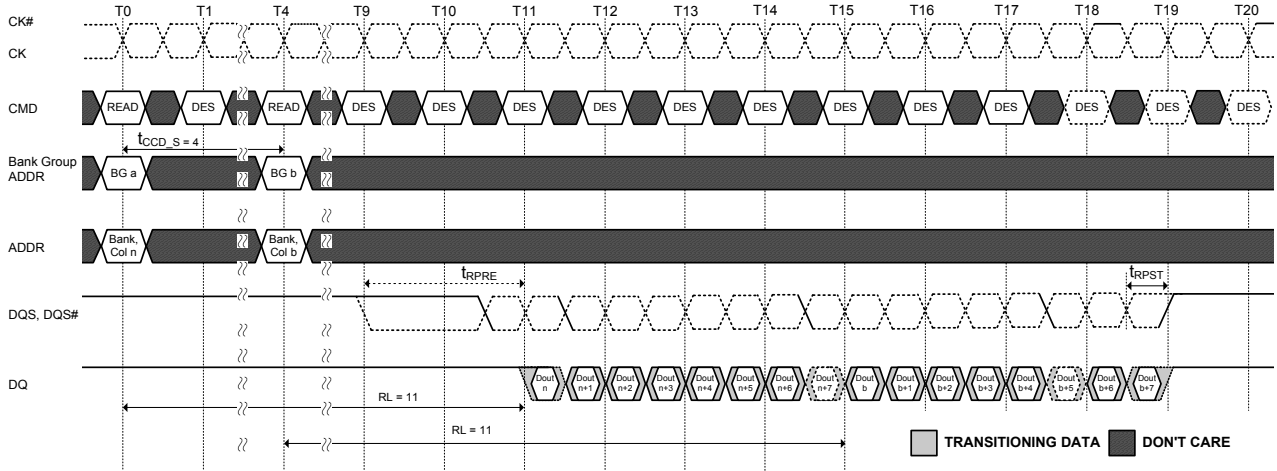 T0 T1 T4 T9 T10 T11 T12 T13 T14 T15 T16 T17 T18 T19 T20
CK#
CK
CMD READ DES READ DES DES DES DES DES DES DES DES DES DES DES DES
tCCD_S = 4
Bank Group
ADDR BG a BG b
ADDR Bank, Col n Bank, Col b
tRPRE tRPST
DQS, DQS#
DQ Dout n Dout n+1 Dout n+2 Dout n+3 Dout n+4 Dout n+5 Dout n+6 Dout n+7 Dout b Dout b+1 Dout b+2 Dout b+3 Dout b+4 Dout b+5 Dout b+6 Dout b+7
RL = 11
RL = 11
TRANSITIONING DATA DON'T CARE